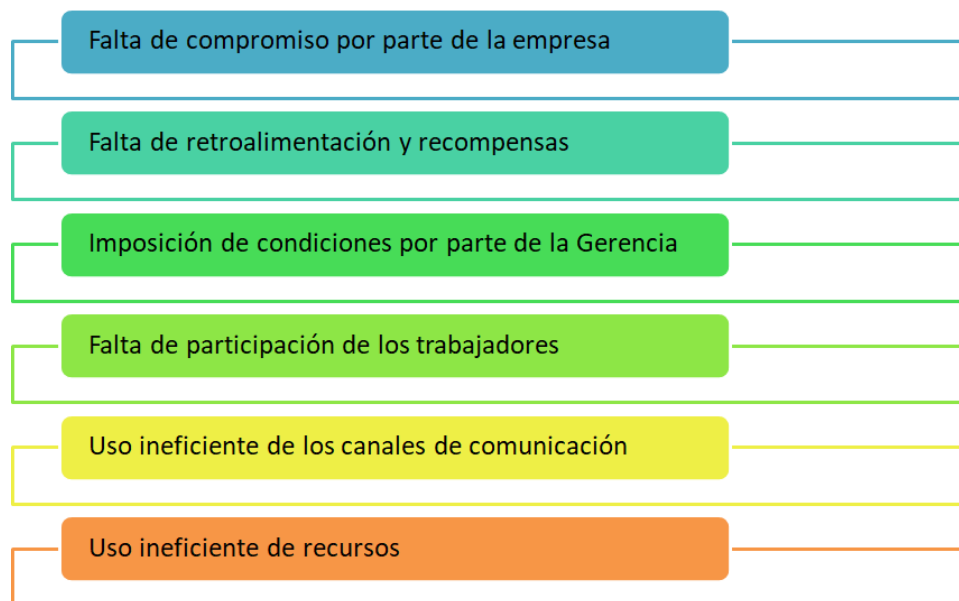 Falta de compromiso por parte de la empresa
Falta de retroalimentación y recompensas
Imposición de condiciones por parte de la Gerencia
Falta de participación de los trabajadores
Uso ineficiente de los canales de comunicación
Uso ineficiente de recursos